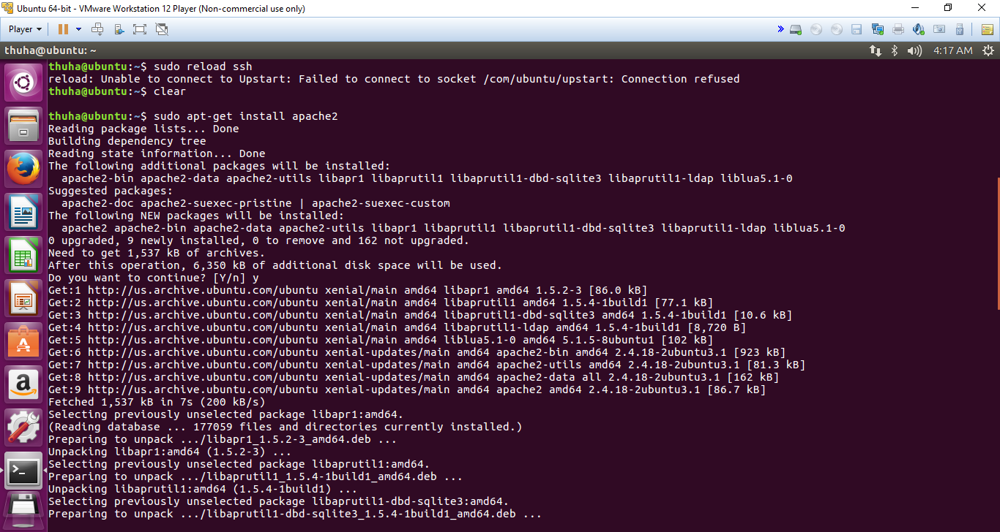 Ubuntu 64-bit - VMware Workstation 12 Player (Non-commercial use only)
Player
thuha@ubuntu: ~
4:17 AM
thuha@ubuntu:~$ sudo reload ssh
reload: Unable to connect to Upstart: Failed to connect to socket /com/ubuntu/upstart: Connection refused
thuha@ubuntu:~$ clear
thuha@ubuntu:~$ sudo apt-get install apache2
Reading package lists... Done
Building dependency tree
Reading state information... Done
The following additional packages will be installed:
  apache2-bin apache2-data apache2-utils libapr1 libaprutil1 libaprutil1-dbd-sqlite3 libaprutil1-ldap liblua5.1-0
Suggested packages:
  apache2-doc apache2-suexec-pristine | apache2-suexec-custom
The following NEW packages will be installed:
  apache2 apache2-bin apache2-data apache2-utils libapr1 libaprutil1 libaprutil1-dbd-sqlite3 libaprutil1-ldap liblua5.1-0
0 upgraded, 9 newly installed, 0 to remove and 162 not upgraded.
Need to get 1,537 kB of archives.
After this operation, 6,350 kB of additional disk space will be used.
Do you want to continue? [Y/n] y
Get:1 http://us.archive.ubuntu.com/ubuntu xenial/main amd64 libapr1 amd64 1.5.2-3 [86.0 kB]
Get:2 http://us.archive.ubuntu.com/ubuntu xenial/main amd64 libaprutil1 amd64 1.5.4-1build1 [77.1 kB]
Get:3 http://us.archive.ubuntu.com/ubuntu xenial/main amd64 libaprutil1-dbd-sqlite3 amd64 1.5.4-1build1 [10.6 kB]
Get:4 http://us.archive.ubuntu.com/ubuntu xenial/main amd64 libaprutil1-ldap amd64 1.5.4-1build1 [8,720 B]
Get:5 http://us.archive.ubuntu.com/ubuntu xenial/main amd64 liblua5.1-0 amd64 5.1.5-8ubuntu1 [102 kB]
Get:6 http://us.archive.ubuntu.com/ubuntu xenial-updates/main amd64 apache2-bin amd64 2.4.18-2ubuntu3.1 [923 kB]
Get:7 http://us.archive.ubuntu.com/ubuntu xenial-updates/main amd64 apache2-utils amd64 2.4.18-2ubuntu3.1 [81.3 kB]
Get:8 http://us.archive.ubuntu.com/ubuntu xenial-updates/main amd64 apache2-data all 2.4.18-2ubuntu3.1 [162 kB]
Get:9 http://us.archive.ubuntu.com/ubuntu xenial-updates/main amd64 apache2 amd64 2.4.18-2ubuntu3.1 [86.7 kB]
Fetched 1,537 kB in 7s (200 kB/s)
Selecting previously unselected package libapr1:amd64.
(Reading database ... 177059 files and directories currently installed.)
Preparing to unpack .../libapr1_1.5.2-3_amd64.deb ...
Unpacking libapr1:amd64 (1.5.2-3) ...
Selecting previously unselected package libaprutil1:amd64.
Preparing to unpack .../libaprutil1_1.5.4-1build1_amd64.deb ...
Unpacking libaprutil1:amd64 (1.5.4-1build1) ...
Selecting previously unselected package libaprutil1-dbd-sqlite3:amd64.
Preparing to unpack .../libaprutil1-dbd-sqlite3_1.5.4-1build1_amd64.deb ...